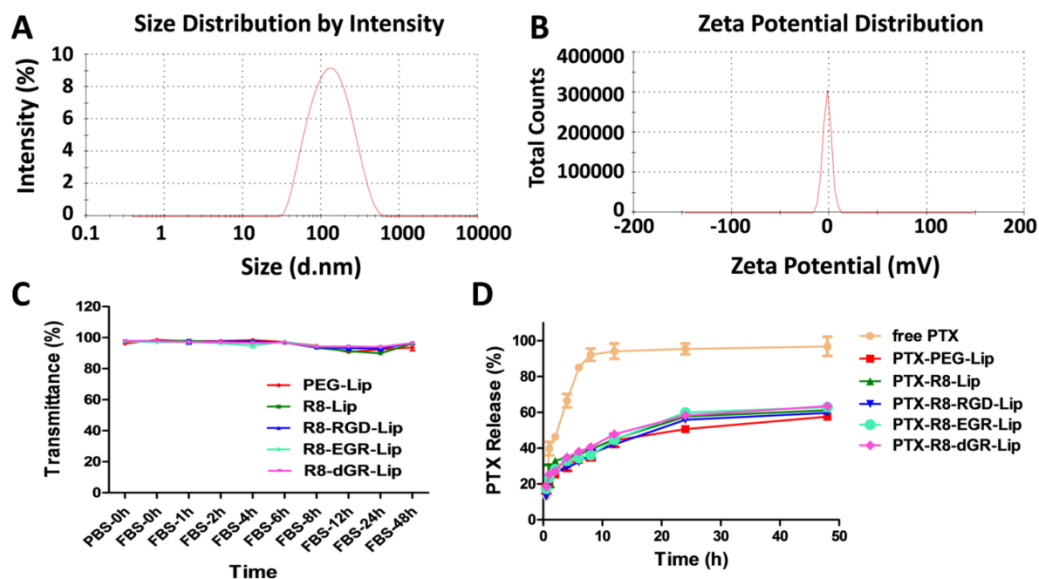 A
Size Distribution by Intensity
Intensity (%)
10
8
6
4
2
0
0.1 1 10 100 1000 10000
Size (d.nm)
B
Zeta Potential Distribution
Total Counts
400000
300000
200000
100000
0
-200 -100 0 100 200
Zeta Potential (mV)
C
Transmittance (%)
120
100
80
60
40
20
0
PEG-Lip
R8-Lip
R8-RGD-Lip
R8-EGR-Lip
R8-dGR-Lip
PBS-0h
FBS-0h
FBS-1h
FBS-2h
FBS-4h
FBS-6h
FBS-8h
FBS-12h
FBS-24h
FBS-48h
Time
D
PTX Release (%)
100
80
60
40
20
0
0 10 20 30 40 50
Time (h)
free PTX
PTX-PEG-Lip
PTX-R8-Lip
PTX-R8-RGD-Lip
PTX-R8-EGR-Lip
PTX-R8-dGR-Lip